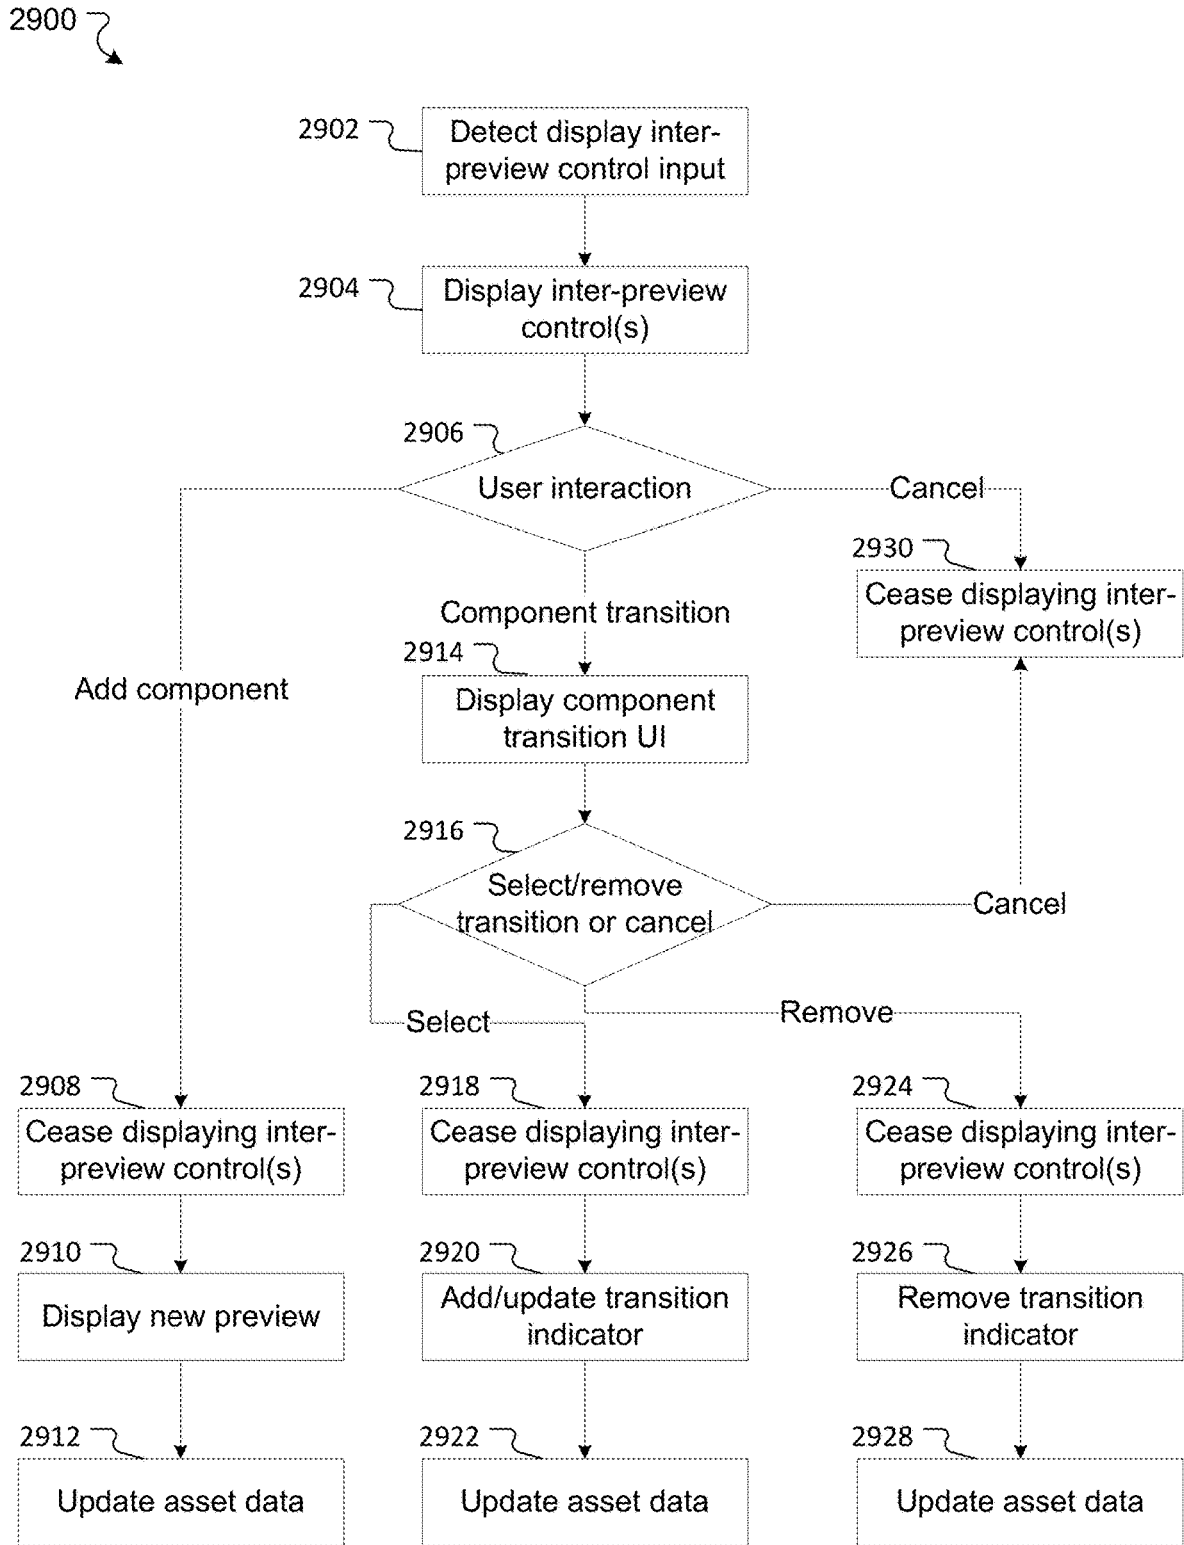 2900
2902
Detect display inter-
preview control input
2904
Display inter-preview
control(s)
2906
User interaction
Cancel
2930
Cease displaying inter-
preview control(s)
Component transition
2914
Display component
transition UI
Add component
2916
Select/remove
transition or cancel
Cancel
Select
Remove
2908
Cease displaying inter-
preview control(s)
2918
Cease displaying inter-
preview control(s)
2924
Cease displaying inter-
preview control(s)
2910
Display new preview
2920
Add/update transition
indicator
2926
Remove transition
indicator
2912
Update asset data
2922
Update asset data
2928
Update asset data